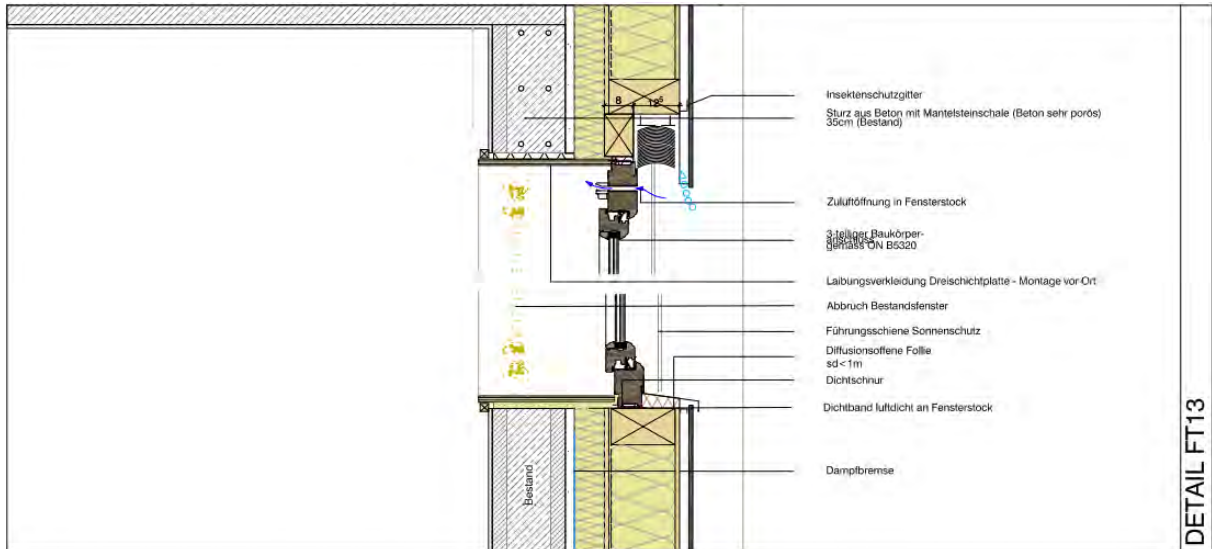 8
12⁵
Insektenschutzgitter
Sturz aus Beton mit Mantelsteinschale (Beton sehr porös)
35cm (Bestand)
Zuluftöffnung in Fensterstock
3-teiliger Baukörper-
anschluss
gemäss ON B5320
Laibungsverkleidung Dreischichtplatte - Montage vor Ort
Abbruch Bestandsfenster
Führungsschiene Sonnenschutz
Diffusionsoffene Follie
sd<1m
Dichtschnur
Dichtband luftdicht an Fensterstock
Dampfbremse
Bestand
DETAIL FT13